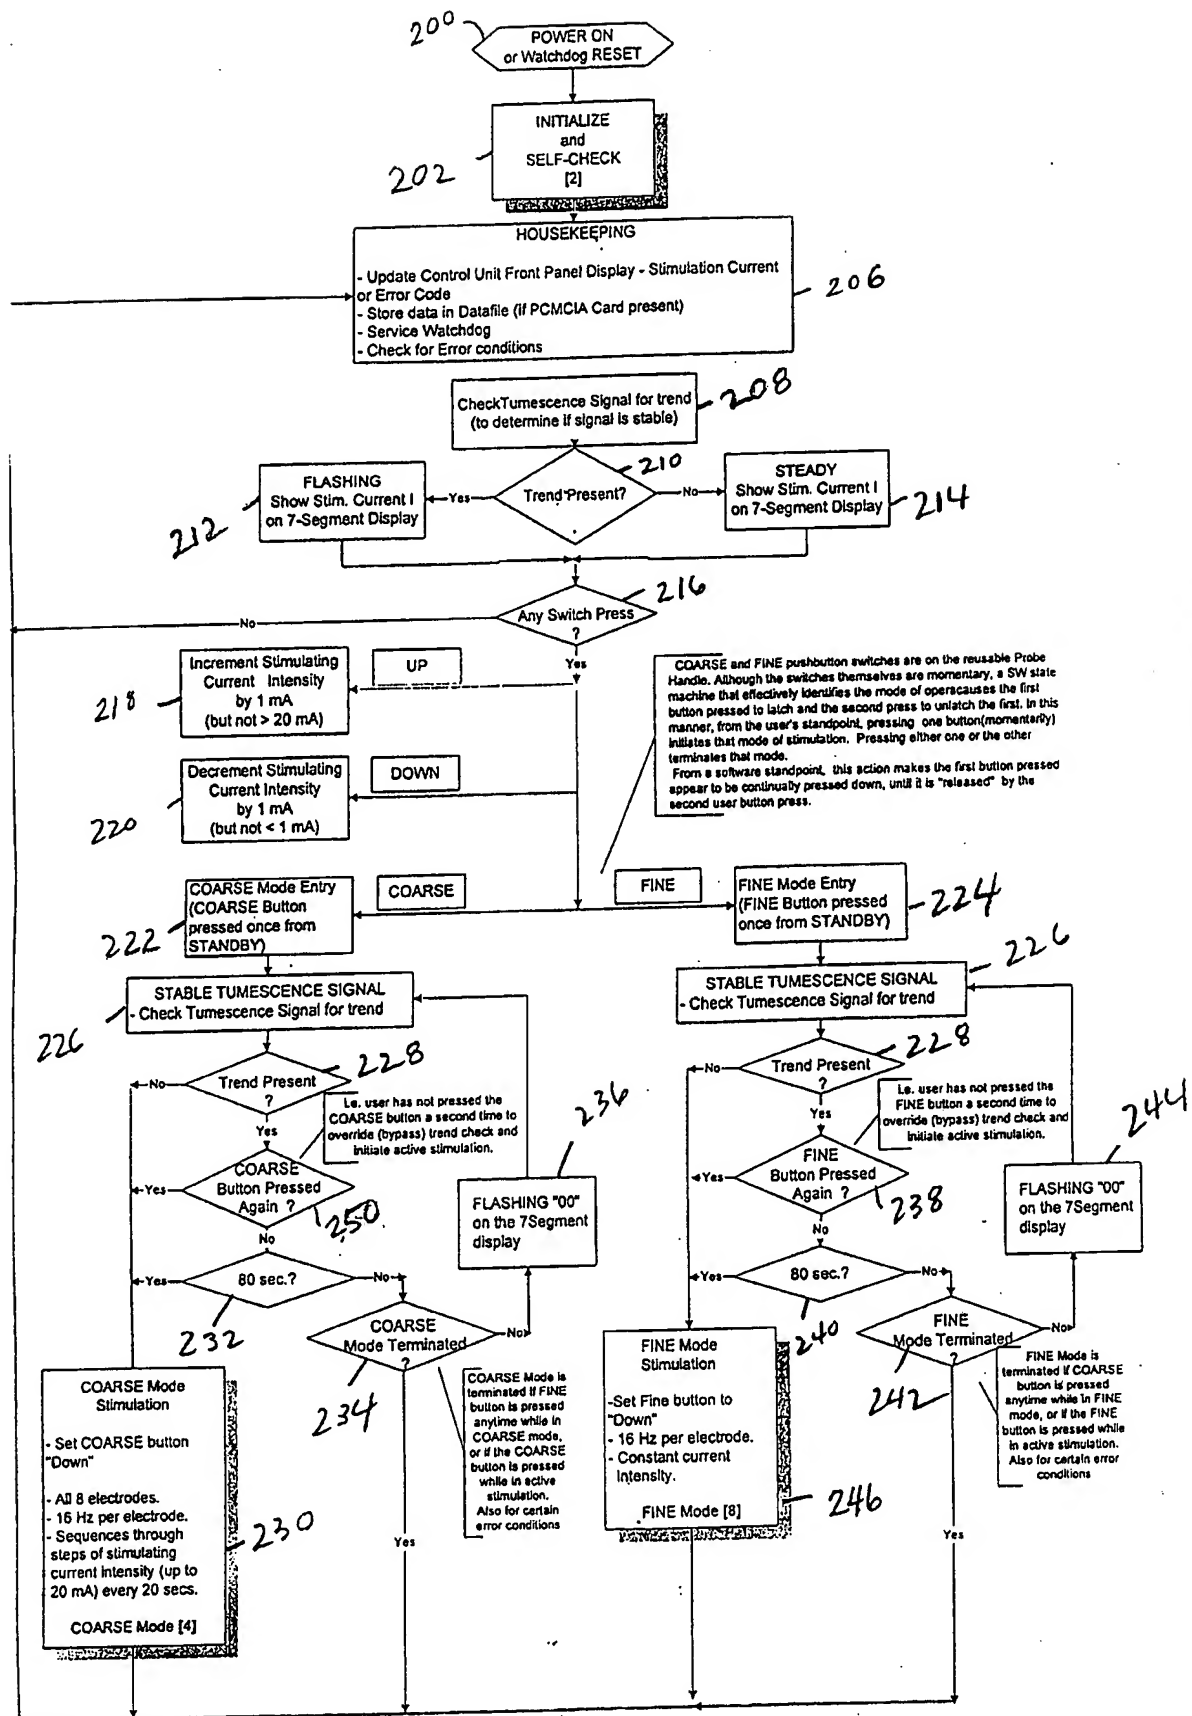 200
POWER ON
or Watchdog RESET
INITIALIZE
and
SELF-CHECK
[2]
202
HOUSEKEEPING
- Update Control Unit Front Panel Display - Stimulation Current
or Error Code
- Store data in Datafile (if PCMCIA Card present)
- Service Watchdog
- Check for Error conditions
206
CheckTumescence Signal for trend
(to determine if signal is stable)
208
210
FLASHING
Show Stim. Current I
on 7-Segment Display
212
Yes
Trend Present?
No
STEADY
Show Stim. Current I
on 7-Segment Display
214
216
Any Switch Press
?
No
Yes
Increment Stimulating
Current Intensity
by 1 mA
(but not > 20 mA)
218
UP
Decrement Stimulating
Current Intensity
by 1 mA
(but not < 1 mA)
220
DOWN
COARSE and FINE pushbutton switches are on the reusable Probe
Handle. Although the switches themselves are momentary, a SW state
machine that effectively identifies the mode of operacauses the first
button pressed to latch and the second press to unlatch the first. In this
manner, from the user's standpoint, pressing one button(momentarily)
initiates that mode of stimulation. Pressing either one or the other
terminates that mode.
From a software standpoint, this action makes the first button pressed
appear to be continually pressed down, until it is "released" by the
second user button press.
COARSE Mode Entry
(COARSE Button
pressed once from
STANDBY)
222
COARSE
FINE
FINE Mode Entry
(FINE Button pressed
once from STANDBY)
224
STABLE TUMESCENCE SIGNAL
- Check Tumescence Signal for trend
226
STABLE TUMESCENCE SIGNAL
- Check Tumescence Signal for trend
226
No
Trend Present
?
228
Yes
i.e. user has not pressed the
COARSE button a second time to
override (bypass) trend check and
initiate active stimulation.
236
No
Trend Present
?
228
Yes
i.e. user has not pressed the
FINE button a second time to
override (bypass) trend check and
initiate active stimulation.
244
Yes
COARSE
Button Pressed
Again ?
250
No
FLASHING "00"
on the 7Segment
display
Yes
FINE
Button Pressed
Again ?
238
No
FLASHING "00"
on the 7Segment
display
Yes
80 sec.?
No
232
COARSE
Mode Terminated
?
No
234
Yes
80 sec.?
No
240
FINE
Mode Terminated
?
No
242
COARSE Mode
Stimulation
- Set COARSE button
"Down"
- All 8 electrodes.
- 16 Hz per electrode.
- Sequences through
steps of stimulating
current intensity (up to
20 mA) every 20 secs.
COARSE Mode [4]
230
COARSE Mode is
terminated if FINE
button is pressed
anytime while in
COARSE mode,
or if the COARSE
button is pressed
while in active
stimulation.
Also for certain
error conditions
Yes
FINE Mode
Stimulation
-Set Fine button to
"Down"
- 16 Hz per electrode.
- Constant current
Intensity.
FINE Mode [8]
246
FINE Mode is
terminated if COARSE
button is pressed
anytime while in FINE
mode, or if the FINE
button is pressed while
in active stimulation.
Also for certain error
conditions
Yes